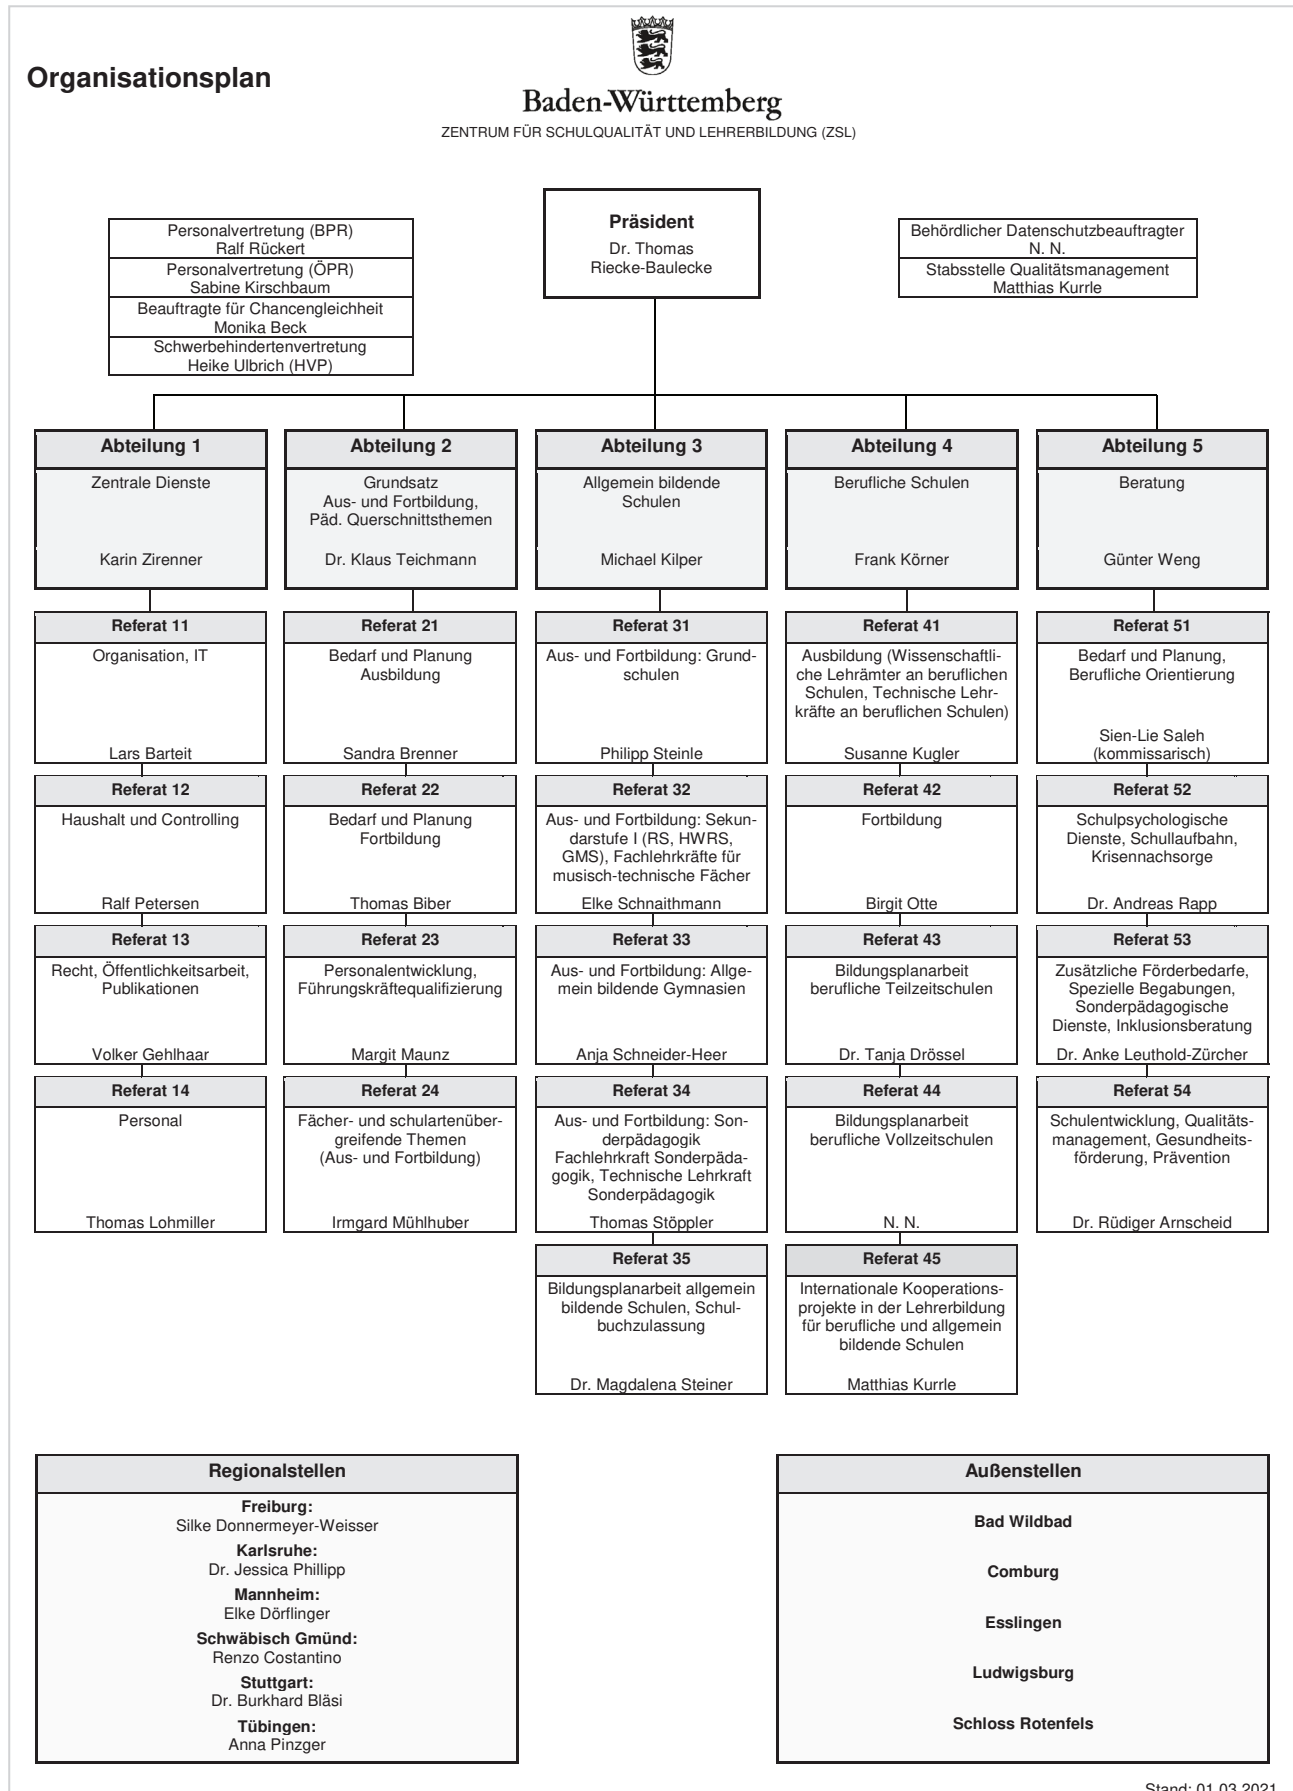 Organisationsplan
Baden-Württemberg
ZENTRUM FÜR SCHULQUALITÄT UND LEHRERBILDUNG (ZSL)
Personalvertretung (BPR)
Ralf Rückert
Personalvertretung (ÖPR)
Sabine Kirschbaum
Beauftragte für Chancengleichheit
Monika Beck
Schwerbehindertenvertretung
Heike Ulbrich (HVP)
Präsident
Dr. Thomas
Riecke-Baulecke
Behördlicher Datenschutzbeauftragter
N. N.
Stabsstelle Qualitätsmanagement
Matthias Kurrle
Abteilung 1
Zentrale Dienste
Karin Zirenner
Referat 11
Organisation, IT
Lars Barteit
Referat 12
Haushalt und Controlling
Ralf Petersen
Referat 13
Recht, Öffentlichkeitsarbeit,
Publikationen
Volker Gehlhaar
Referat 14
Personal
Thomas Lohmiller
Abteilung 2
Grundsatz
Aus- und Fortbildung,
Päd. Querschnittsthemen
Dr. Klaus Teichmann
Referat 21
Bedarf und Planung
Ausbildung
Sandra Brenner
Referat 22
Bedarf und Planung
Fortbildung
Thomas Biber
Referat 23
Personalentwicklung,
Führungskräftequalifizierung
Margit Maunz
Referat 24
Fächer- und schulartenüber-
greifende Themen
(Aus- und Fortbildung)
Irmgard Mühlhuber
Abteilung 3
Allgemein bildende
Schulen
Michael Kilper
Referat 31
Aus- und Fortbildung: Grund-
schulen
Philipp Steinle
Referat 32
Aus- und Fortbildung: Sekun-
darstufe I (RS, HWRS,
GMS), Fachlehrkräfte für
musisch-technische Fächer
Elke Schnaithmann
Referat 33
Aus- und Fortbildung: Allge-
mein bildende Gymnasien
Anja Schneider-Heer
Referat 34
Aus- und Fortbildung: Son-
derpädagogik
Fachlehrkraft Sonderpäda-
gogik, Technische Lehrkraft
Sonderpädagogik
Thomas Stöppler
Referat 35
Bildungsplanarbeit allgemein
bildende Schulen, Schul-
buchzulassung
Dr. Magdalena Steiner
Abteilung 4
Berufliche Schulen
Frank Körner
Referat 41
Ausbildung (Wissenschaftli-
che Lehrämter an beruflichen
Schulen, Technische Lehr-
kräfte an beruflichen Schulen)
Susanne Kugler
Referat 42
Fortbildung
Birgit Otte
Referat 43
Bildungsplanarbeit
berufliche Teilzeitschulen
Dr. Tanja Drössel
Referat 44
Bildungsplanarbeit
berufliche Vollzeitschulen
N. N.
Referat 45
Internationale Kooperations-
projekte in der Lehrerbildung
für berufliche und allgemein
bildende Schulen
Matthias Kurrle
Abteilung 5
Beratung
Günter Weng
Referat 51
Bedarf und Planung,
Berufliche Orientierung
Sien-Lie Saleh
(kommissarisch)
Referat 52
Schulpsychologische
Dienste, Schullaufbahn,
Krisennachsorge
Dr. Andreas Rapp
Referat 53
Zusätzliche Förderbedarfe,
Spezielle Begabungen,
Sonderpädagogische
Dienste, Inklusionsberatung
Dr. Anke Leuthold-Zürcher
Referat 54
Schulentwicklung, Qualitäts-
management, Gesundheits-
förderung, Prävention
Dr. Rüdiger Arnscheid
Regionalstellen
Freiburg:
Silke Donnermeyer-Weisser
Karlsruhe:
Dr. Jessica Phillipp
Mannheim:
Elke Dörflinger
Schwäbisch Gmünd:
Renzo Costantino
Stuttgart:
Dr. Burkhard Bläsi
Tübingen:
Anna Pinzger
Außenstellen
Bad Wildbad
Comburg
Esslingen
Ludwigsburg
Schloss Rotenfels
Stand: 01.03.2021